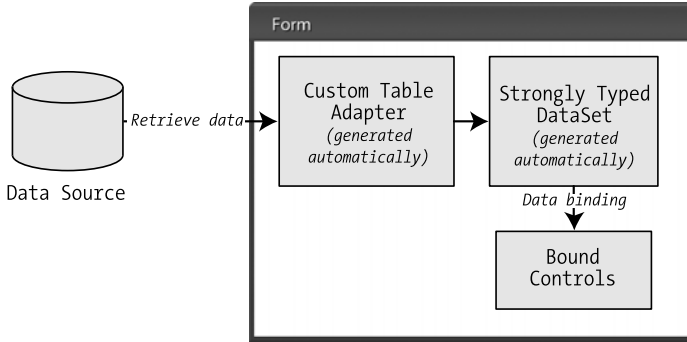 Form
Custom Table
Adapter
(generated
automatically)
Strongly Typed
DataSet
(generated
automatically)
Retrieve data
Data Source
Data binding
Bound
Controls